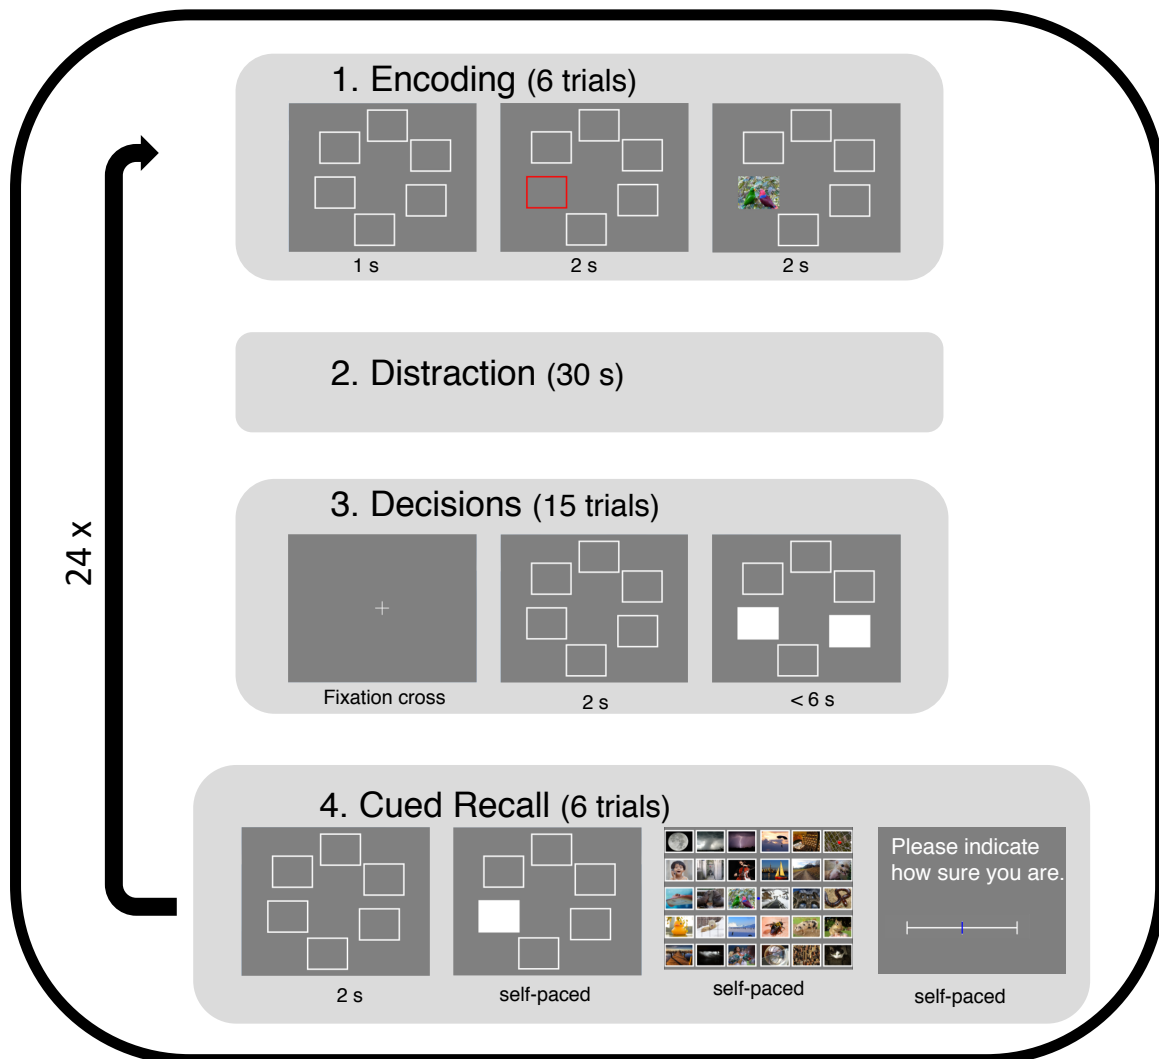 1. Encoding (6 trials)
1 s
2 s
2 s
2. Distraction (30 s)
3. Decisions (15 trials)
Fixation cross
2 s
< 6 s
24 x
4. Cued Recall (6 trials)
Please indicate
how sure you are.
2 s
self-paced
self-paced
self-paced